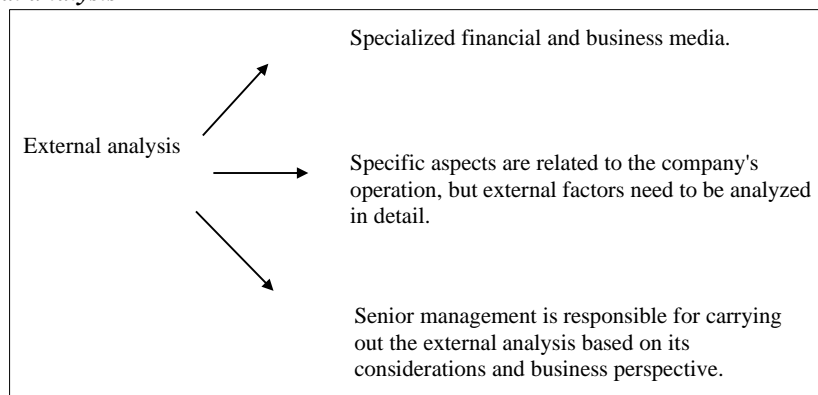 analysis
Specialized financial and business media.
External analysis
Specific aspects are related to the company's
operation, but external factors need to be analyzed
in detail.
Senior management is responsible for carrying
out the external analysis based on its
considerations and business perspective.